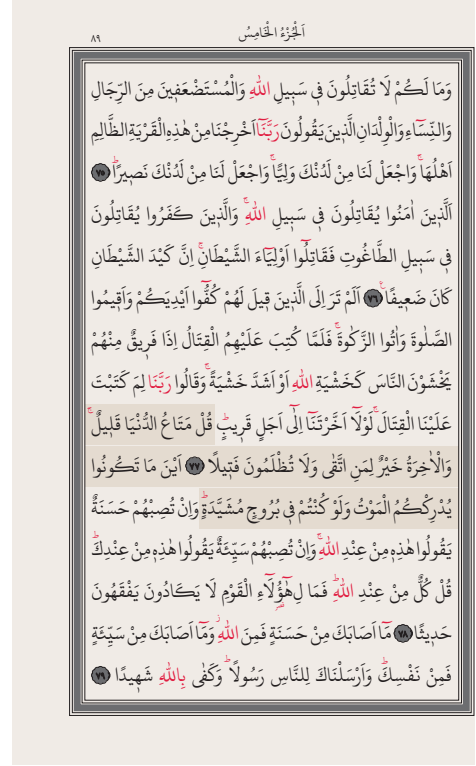 اَلْجُزْءُ الْخَامِسُ
٨٩
وَمَا لَكُمْ لَا تُقَاتِلُونَ فٖي سَبٖيلِ اللّٰهِ وَالْمُسْتَضْعَفٖينَ مِنَ الرِّجَالِ
وَالنِّسَٓاءِ وَالْوِلْدَانِ الَّذٖينَ يَقُولُونَ رَبَّنَٓا اَخْرِجْنَا مِنْ هٰذِهِ الْقَرْيَةِ الظَّالِمِ
اَهْلُهَاۚ وَاجْعَلْ لَنَا مِنْ لَدُنْكَ وَلِيًّاۚ وَاجْعَلْ لَنَا مِنْ لَدُنْكَ نَصٖيرًاؕ ٧٥
اَلَّذٖينَ اٰمَنُوا يُقَاتِلُونَ فٖي سَبٖيلِ اللّٰهِۚ وَالَّذٖينَ كَفَرُوا يُقَاتِلُونَ
فٖي سَبٖيلِ الطَّاغُوتِ فَقَاتِلُٓوا اَوْلِيَٓاءَ الشَّيْطَانِۚ اِنَّ كَيْدَ الشَّيْطَانِ
كَانَ ضَعٖيفًاࣖ ٧٦ اَلَمْ تَرَ اِلَى الَّذٖينَ قٖيلَ لَهُمْ كُفُّٓوا اَيْدِيَكُمْ وَاَقٖيمُوا
الصَّلٰوةَ وَاٰتُوا الزَّكٰوةَۚ فَلَمَّا كُتِبَ عَلَيْهِمُ الْقِتَالُ اِذَا فَرٖيقٌ مِنْهُمْ
يَخْشَوْنَ النَّاسَ كَخَشْيَةِ اللّٰهِ اَوْ اَشَدَّ خَشْيَةًۚ وَقَالُوا رَبَّنَا لِمَ كَتَبْتَ
عَلَيْنَا الْقِتَالَۚ لَوْلَٓا اَخَّرْتَنَٓا اِلٰٓى اَجَلٍ قَرٖيبٍؕ قُلْ مَتَاعُ الدُّنْيَا قَلٖيلٌۚ
وَالْاٰخِرَةُ خَيْرٌ لِمَنِ اتَّقٰى وَلَا تُظْلَمُونَ فَتٖيلًا ٧٧ اَيْنَ مَا تَكُونُوا
يُدْرِكْكُمُ الْمَوْتُ وَلَوْ كُنْتُمْ فٖي بُرُوجٍ مُشَيَّدَةٍؕ وَاِنْ تُصِبْهُمْ حَسَنَةٌ
يَقُولُوا هٰذِهٖ مِنْ عِنْدِ اللّٰهِۚ وَاِنْ تُصِبْهُمْ سَيِّئَةٌ يَقُولُوا هٰذِهٖ مِنْ عِنْدِكَؕ
قُلْ كُلٌّ مِنْ عِنْدِ اللّٰهِؕ فَمَا لِ‌هٰٓؤُ۬لَٓاءِ الْقَوْمِ لَا يَكَادُونَ يَفْقَهُونَ
حَدٖيثًا ٧٨ مَٓا اَصَابَكَ مِنْ حَسَنَةٍ فَمِنَ اللّٰهِؗ وَمَٓا اَصَابَكَ مِنْ سَيِّئَةٍ
فَمِنْ نَفْسِكَؕ وَاَرْسَلْنَاكَ لِلنَّاسِ رَسُولًاؕ وَكَفٰى بِاللّٰهِ شَهٖيدًا ٧٩